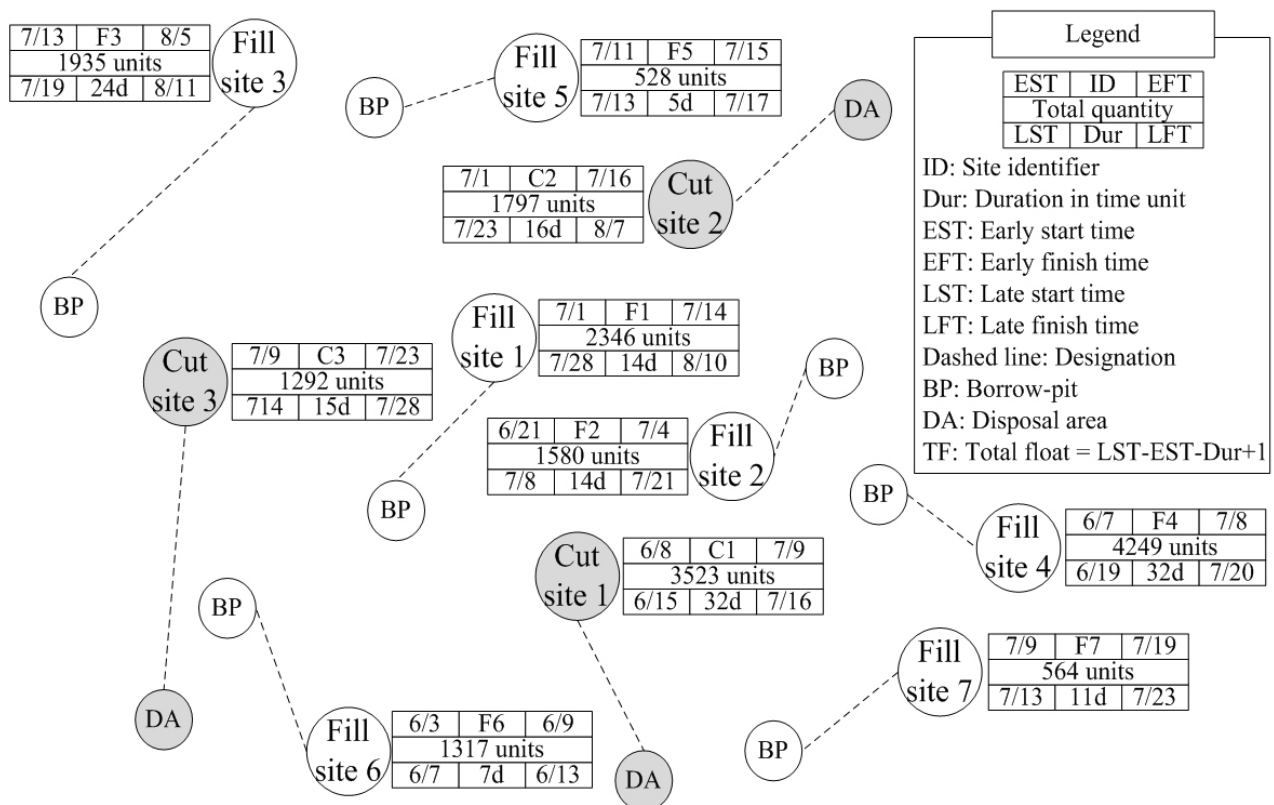 7/13 F3 8/5
1935 units
7/19 24d 8/11
Fill
site 3
BP
BP
Fill
site 5
7/11 F5 7/15
528 units
7/13 5d 7/17
DA
7/1 C2 7/16
1797 units
7/23 16d 8/7
Cut
site 2
Cut
site 3
7/9 C3 7/23
1292 units
714 15d 7/28
DA
Fill
site 1
7/1 F1 7/14
2346 units
7/28 14d 8/10
BP
6/21 F2 7/4
1580 units
7/8 14d 7/21
Fill
site 2
BP
BP
Fill
site 4
6/7 F4 7/8
4249 units
6/19 32d 7/20
Cut
site 1
6/8 C1 7/9
3523 units
6/15 32d 7/16
DA
BP
Fill
site 6
6/3 F6 6/9
1317 units
6/7 7d 6/13
BP
Fill
site 7
7/9 F7 7/19
564 units
7/13 11d 7/23
Legend
EST ID EFT
Total quantity
LST Dur LFT
ID: Site identifier
Dur: Duration in time unit
EST: Early start time
EFT: Early finish time
LST: Late start time
LFT: Late finish time
Dashed line: Designation
BP: Borrow-pit
DA: Disposal area
TF: Total float = LST-EST-Dur+1